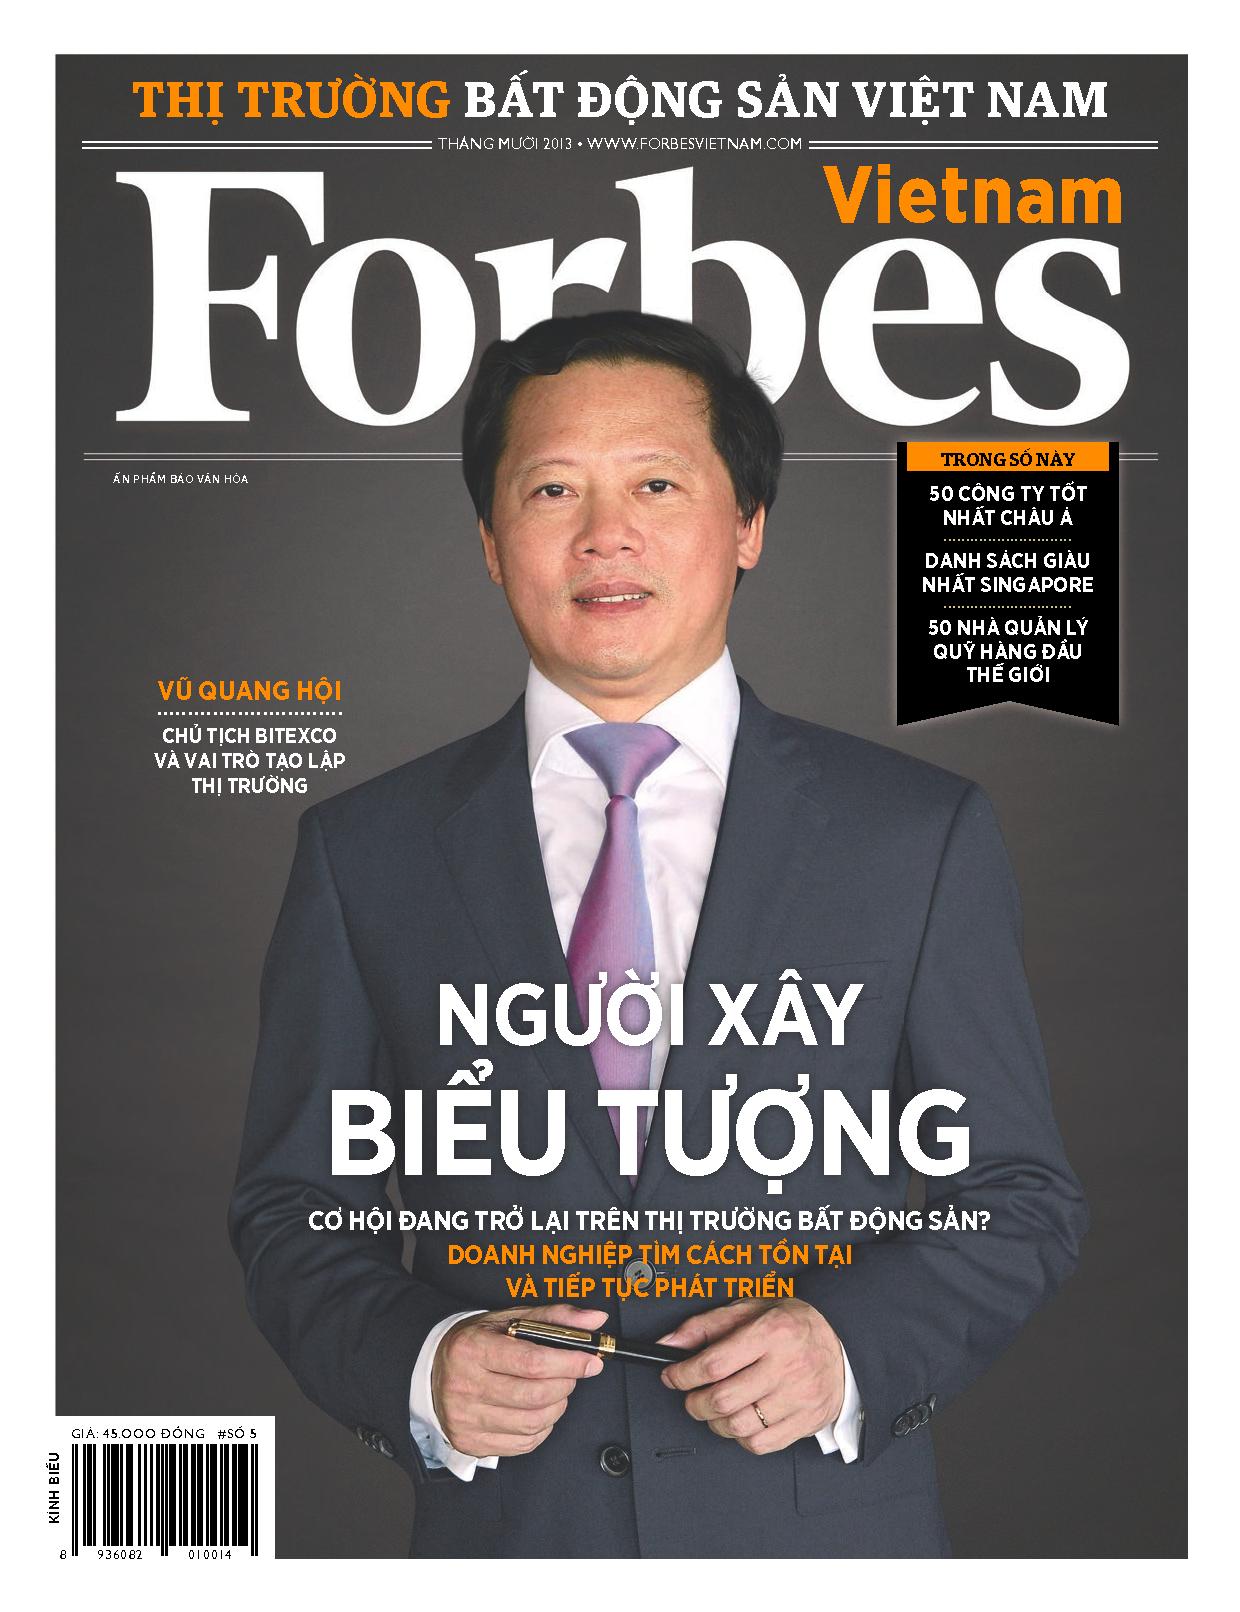 THỊ TRƯỜNG BẤT ĐỘNG SẢN VIỆT NAM
THÁNG MƯỜI 2013 • WWW.FORBESVIETNAM.COM
Forbes
Vietnam
ẤN PHẨM BÁO VĂN HÓA
TRONG SỐ NÀY
50 CÔNG TY TỐT
NHẤT CHÂU Á
DANH SÁCH GIÀU
NHẤT SINGAPORE
50 NHÀ QUẢN LÝ
QUỸ HÀNG ĐẦU
THẾ GIỚI
VŨ QUANG HỘI
CHỦ TỊCH BITEXCO
VÀ VAI TRÒ TẠO LẬP
THỊ TRƯỜNG
NGƯỜI XÂY
BIỂU TƯỢNG
CƠ HỘI ĐANG TRỞ LẠI TRÊN THỊ TRƯỜNG BẤT ĐỘNG SẢN?
DOANH NGHIỆP TÌM CÁCH TỒN TẠI
VÀ TIẾP TỤC PHÁT TRIỂN
GIÁ: 45.000 ĐỒNG #SỐ 5
KÍNH BIẾU
8 936082 010014